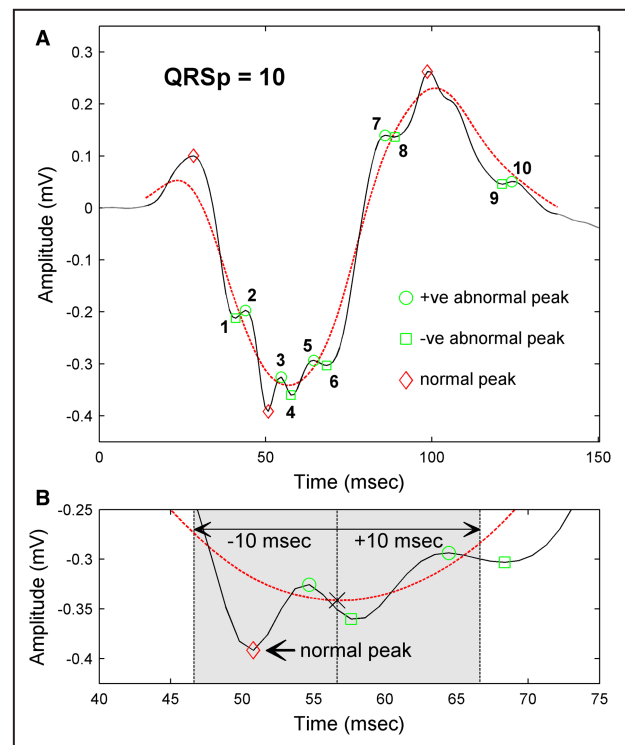 A
QRSp = 10
Amplitude (mV)
0.3
0.2
0.1
0
-0.1
-0.2
-0.3
-0.4
7
8
10
9
2
1
3
5
4
6
+ve abnormal peak
-ve abnormal peak
normal peak
0
50
100
150
Time (msec)
B
Amplitude (mV)
-0.25
-0.3
-0.35
-0.4
-10 msec
+10 msec
normal peak
40
45
50
55
60
65
70
75
Time (msec)